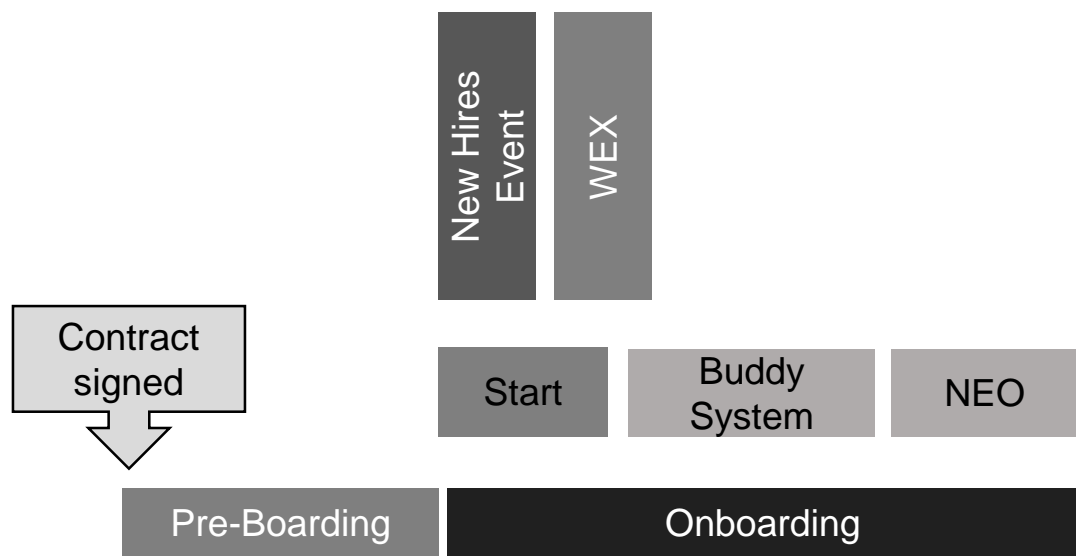 New Hires
Event
WEX
Contract
signed
Start
Buddy
System
NEO
Pre-Boarding
Onboarding